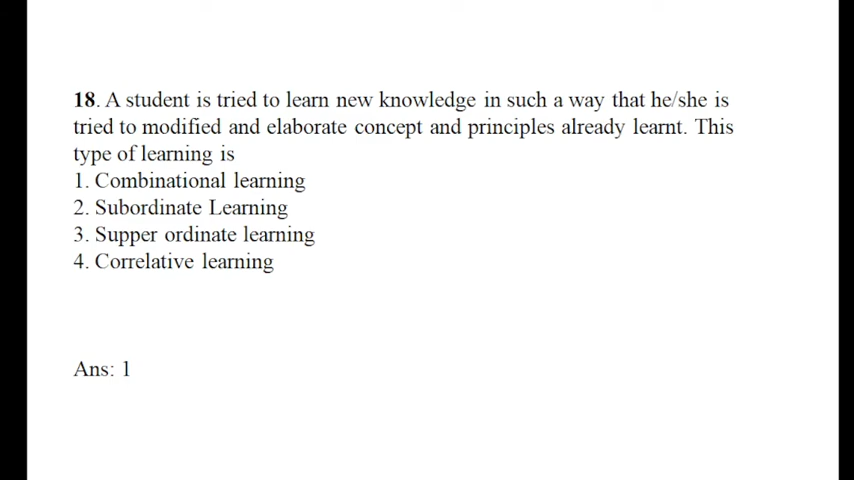 18. A student is tried to learn new knowledge in such a way that he/she is
tried to modified and elaborate concept and principles already learnt. This
type of learning is
1. Combinational learning
2. Subordinate Learning
3. Supper ordinate learning
4. Correlative learning
Ans: 1